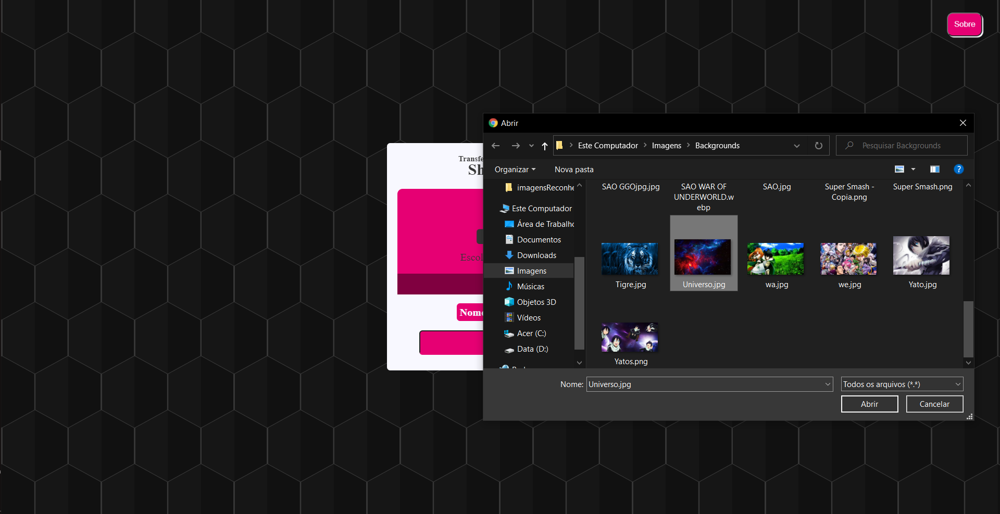 Sobre
Abrir
Este Computador
Imagens
Backgrounds
Pesquisar Backgrounds
Transfe
Sh
Organizar
Nova pasta
imagensReconhe
Este Computador
Área de Trabalho
Documentos
Downloads
Imagens
Músicas
Objetos 3D
Vídeos
Acer (C:)
Data (D:)
SAO GGOjpg.jpg
SAO WAR OF
UNDERWORLD.w
ebp
SAO.jpg
Super Smash -
Copia.png
Super Smash.png
Escol
Tigre.jpg
Universo.jpg
wa.jpg
we.jpg
Yato.jpg
Nome
Yatos.png
Nome:
Universo.jpg
Todos os arquivos (*.*)
Abrir
Cancelar